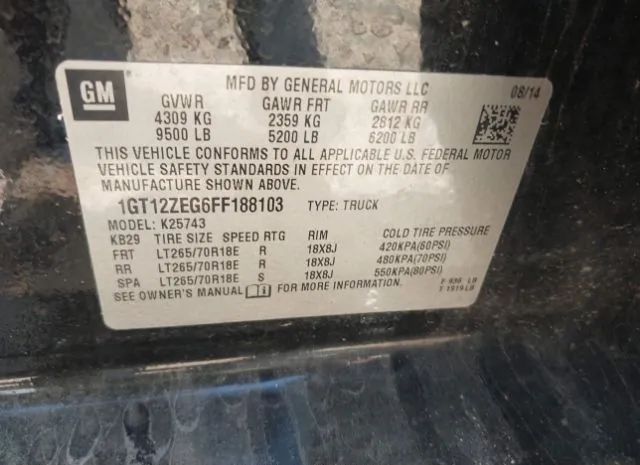 GM
MFD BY GENERAL MOTORS LLC 08/14
GVWR GAWR FRT GAWR RR
4309 KG 2359 KG 2812 KG
9500 LB 5200 LB 6200 LB
THIS VEHICLE CONFORMS TO ALL APPLICABLE U.S. FEDERAL MOTOR
VEHICLE SAFETY STANDARDS IN EFFECT ON THE DATE OF
MANUFACTURE SHOWN ABOVE.
1GT12ZEG6FF188103 TYPE: TRUCK
MODEL: K25743
KB29 TIRE SIZE SPEED RTG RIM COLD TIRE PRESSURE
FRT LT265/70R18E R 18X8J 420KPA(60PSI)
RR LT265/70R18E R 18X8J 480KPA(70PSI)
SPA LT265/70R18E S 18X8J 550KPA(80PSI)
SEE OWNER'S MANUAL FOR MORE INFORMATION.
T-1919 LB